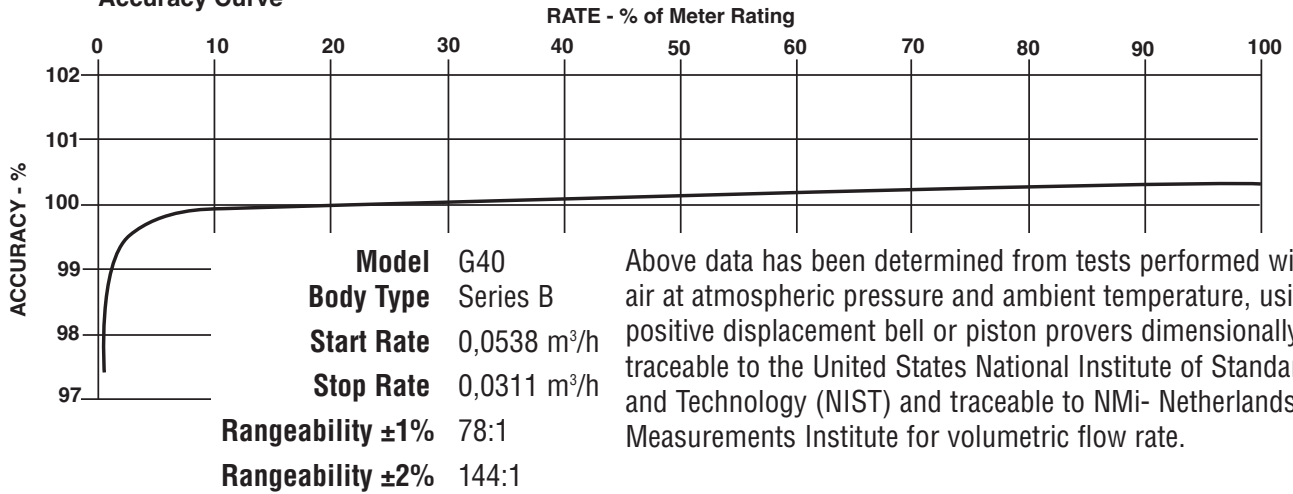 Accuracy Curve
RATE - % of Meter Rating
0 10 20 30 40 50 60 70 80 90 100
102
101
100
99
98
97
ACCURACY - %
Model G40
Body Type Series B
Start Rate 0,0538 m³/h
Stop Rate 0,0311 m³/h
Rangeability ±1% 78:1
Rangeability ±2% 144:1
Above data has been determined from tests performed wi
air at atmospheric pressure and ambient temperature, usi
positive displacement bell or piston provers dimensionally
traceable to the United States National Institute of Standar
and Technology (NIST) and traceable to NMi- Netherlands
Measurements Institute for volumetric flow rate.